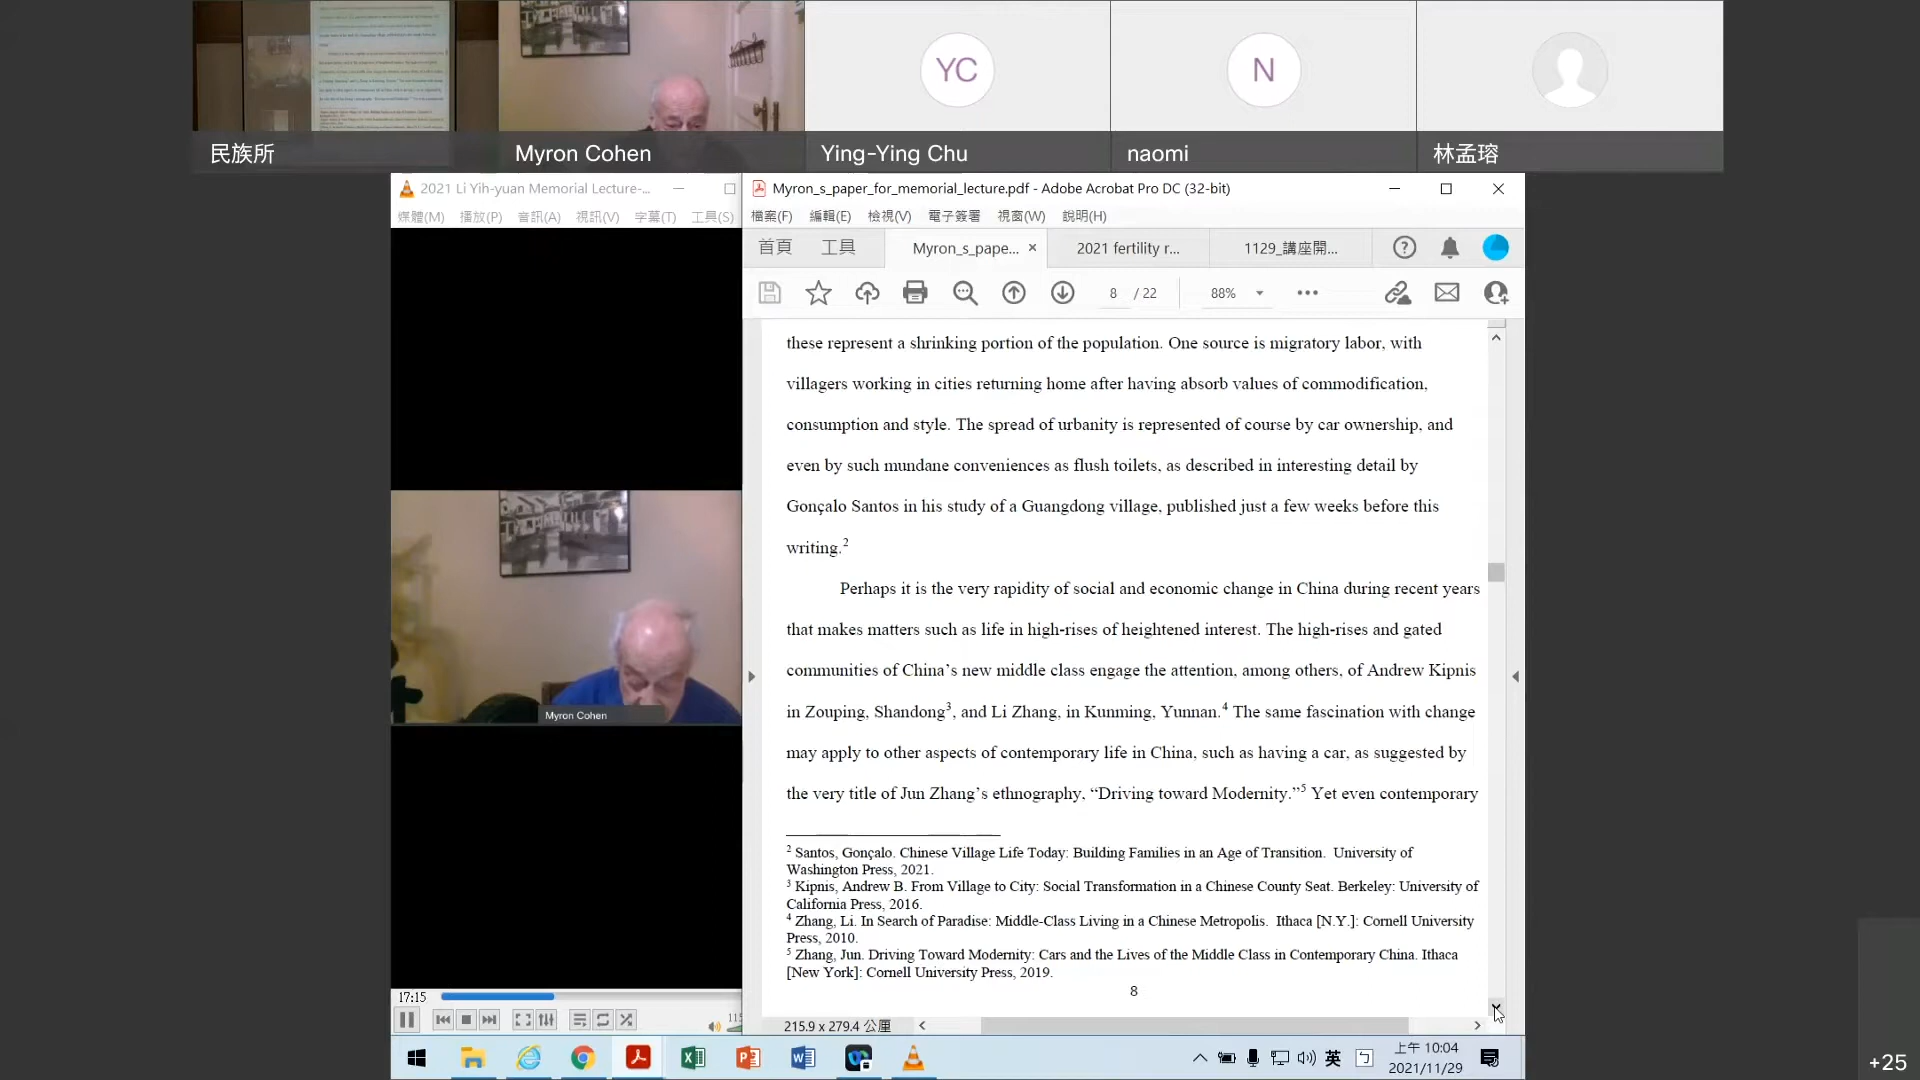 YC
N
民族所
Myron Cohen
Ying-Ying Chu
naomi
林孟瑢
2021 Li Yih-yuan Memorial Lecture-...
媒體(M) 播放(P) 音訊(A) 視訊(V) 字幕(T) 工具(S)
Myron Cohen
17:15
Myron_s_paper_for_memorial_lecture.pdf - Adobe Acrobat Pro DC (32-bit)
檔案(F) 編輯(E) 檢視(V) 電子簽署 視窗(W) 說明(H)
首頁 工具 Myron_s_pape... × 2021 fertility r... 1129_講座開...
8 / 22 88%
these represent a shrinking portion of the population. One source is migratory labor, with
villagers working in cities returning home after having absorb values of commodification,
consumption and style. The spread of urbanity is represented of course by car ownership, and
even by such mundane conveniences as flush toilets, as described in interesting detail by
Gonçalo Santos in his study of a Guangdong village, published just a few weeks before this
writing.2
Perhaps it is the very rapidity of social and economic change in China during recent years
that makes matters such as life in high-rises of heightened interest. The high-rises and gated
communities of China's new middle class engage the attention, among others, of Andrew Kipnis
in Zouping, Shandong3, and Li Zhang, in Kunming, Yunnan.4 The same fascination with change
may apply to other aspects of contemporary life in China, such as having a car, as suggested by
the very title of Jun Zhang's ethnography, “Driving toward Modernity.”5 Yet even contemporary
2 Santos, Gonçalo. Chinese Village Life Today: Building Families in an Age of Transition. University of
Washington Press, 2021.
3 Kipnis, Andrew B. From Village to City: Social Transformation in a Chinese County Seat. Berkeley: University of
California Press, 2016.
4 Zhang, Li. In Search of Paradise: Middle-Class Living in a Chinese Metropolis. Ithaca [N.Y.]: Cornell University
Press, 2010.
5 Zhang, Jun. Driving Toward Modernity: Cars and the Lives of the Middle Class in Contemporary China. Ithaca
[New York]: Cornell University Press, 2019.
8
215.9 x 279.4 公厘
英
上午 10:04
2021/11/29
+25